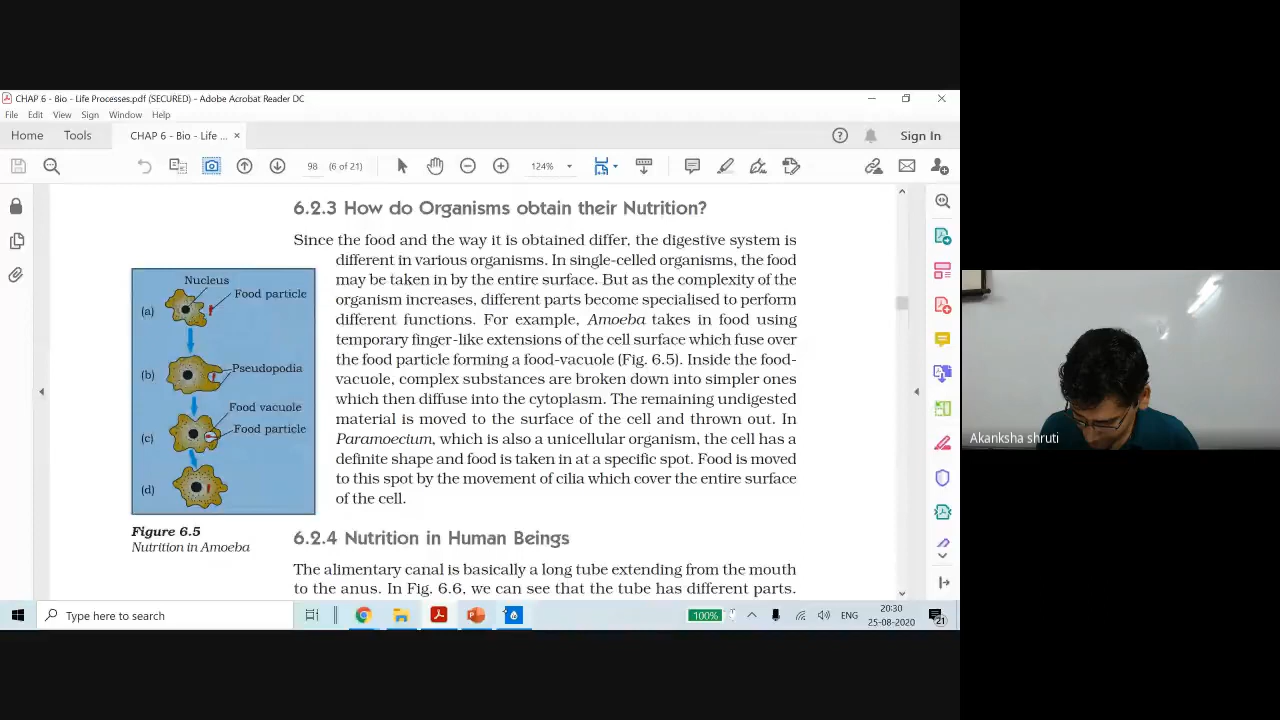 CHAP 6 - Bio - Life Processes.pdf (SECURED) - Adobe Acrobat Reader DC
File Edit View Sign Window Help
Home Tools CHAP 6 - Bio - Life ... × Sign In
98 (6 of 21) 124%
6.2.3 How do Organisms obtain their Nutrition?
Since the food and the way it is obtained differ, the digestive system is
different in various organisms. In single-celled organisms, the food
may be taken in by the entire surface. But as the complexity of the
organism increases, different parts become specialised to perform
different functions. For example, Amoeba takes in food using
temporary finger-like extensions of the cell surface which fuse over
the food particle forming a food-vacuole (Fig. 6.5). Inside the food-
vacuole, complex substances are broken down into simpler ones
which then diffuse into the cytoplasm. The remaining undigested
material is moved to the surface of the cell and thrown out. In
Paramoecium, which is also a unicellular organism, the cell has a
definite shape and food is taken in at a specific spot. Food is moved
to this spot by the movement of cilia which cover the entire surface
of the cell.
Nucleus
Food particle
(a)
(b)
Pseudopodia
Food vacuole
(c)
Food particle
(d)
Figure 6.5
Nutrition in Amoeba
6.2.4 Nutrition in Human Beings
The alimentary canal is basically a long tube extending from the mouth
to the anus. In Fig. 6.6, we can see that the tube has different parts.
Akanksha shruti
Type here to search
100%
ENG
20:30
25-08-2020
21